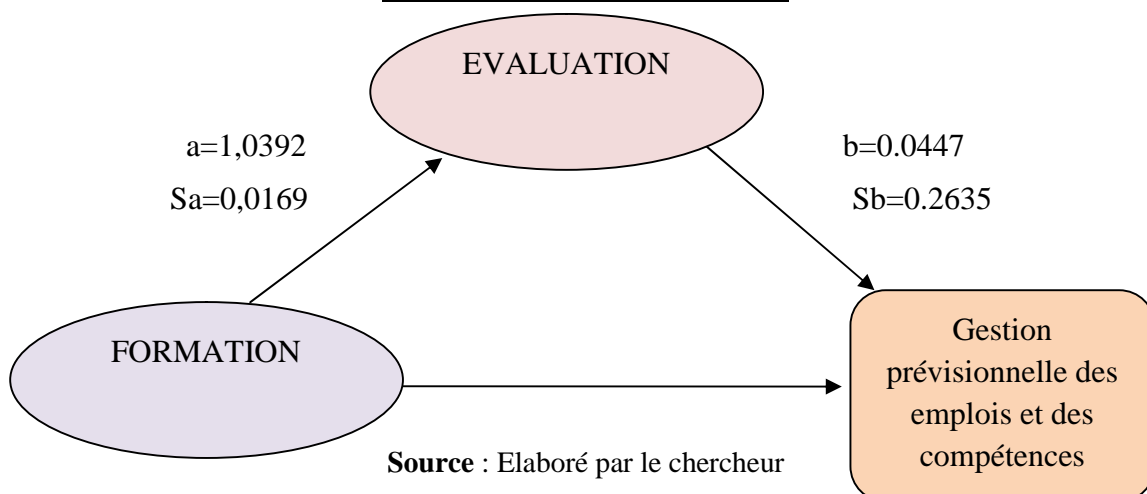 EVALUATION
a=1,0392
Sa=0,0169
b=0.0447
Sb=0.2635
FORMATION
Gestion
prévisionnelle des
emplois et des
compétences
Source : Elaboré par le chercheur